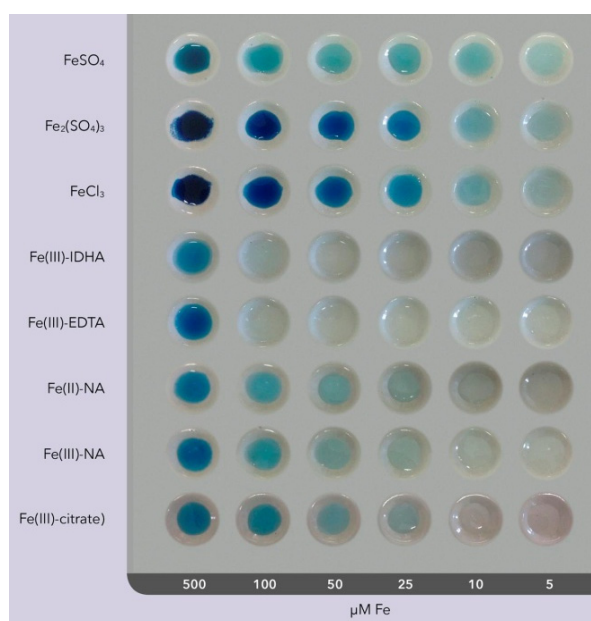 FeSO₄
Fe₂(SO₄)₃
FeCl₃
Fe(III)-IDHA
Fe(III)-EDTA
Fe(II)-NA
Fe(III)-NA
Fe(III)-citrate)
500 100 50 25 10 5
µM Fe